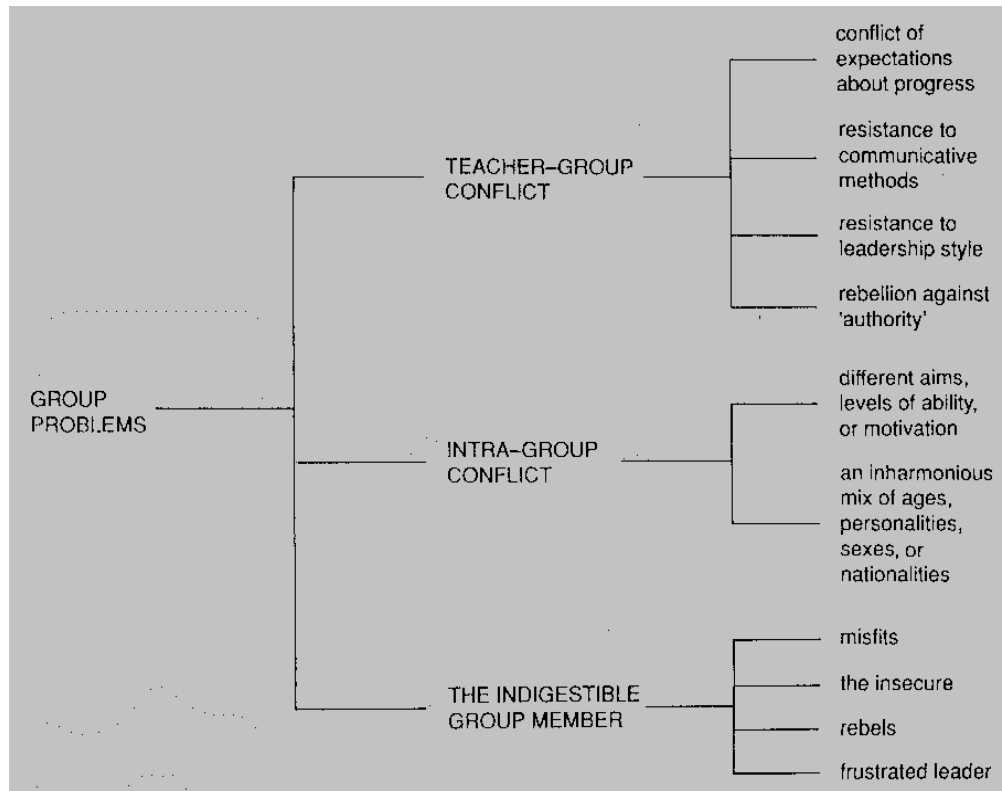 conflict of
expectations
about progress
resistance to
communicative
methods
TEACHER–GROUP
CONFLICT
resistance to
leadership style
rebellion against
'authority'
GROUP
PROBLEMS
different aims,
levels of ability,
or motivation
INTRA–GROUP
CONFLICT
an inharmonious
mix of ages,
personalities,
sexes, or
nationalities
misfits
the insecure
THE INDIGESTIBLE
GROUP MEMBER
rebels
frustrated leader